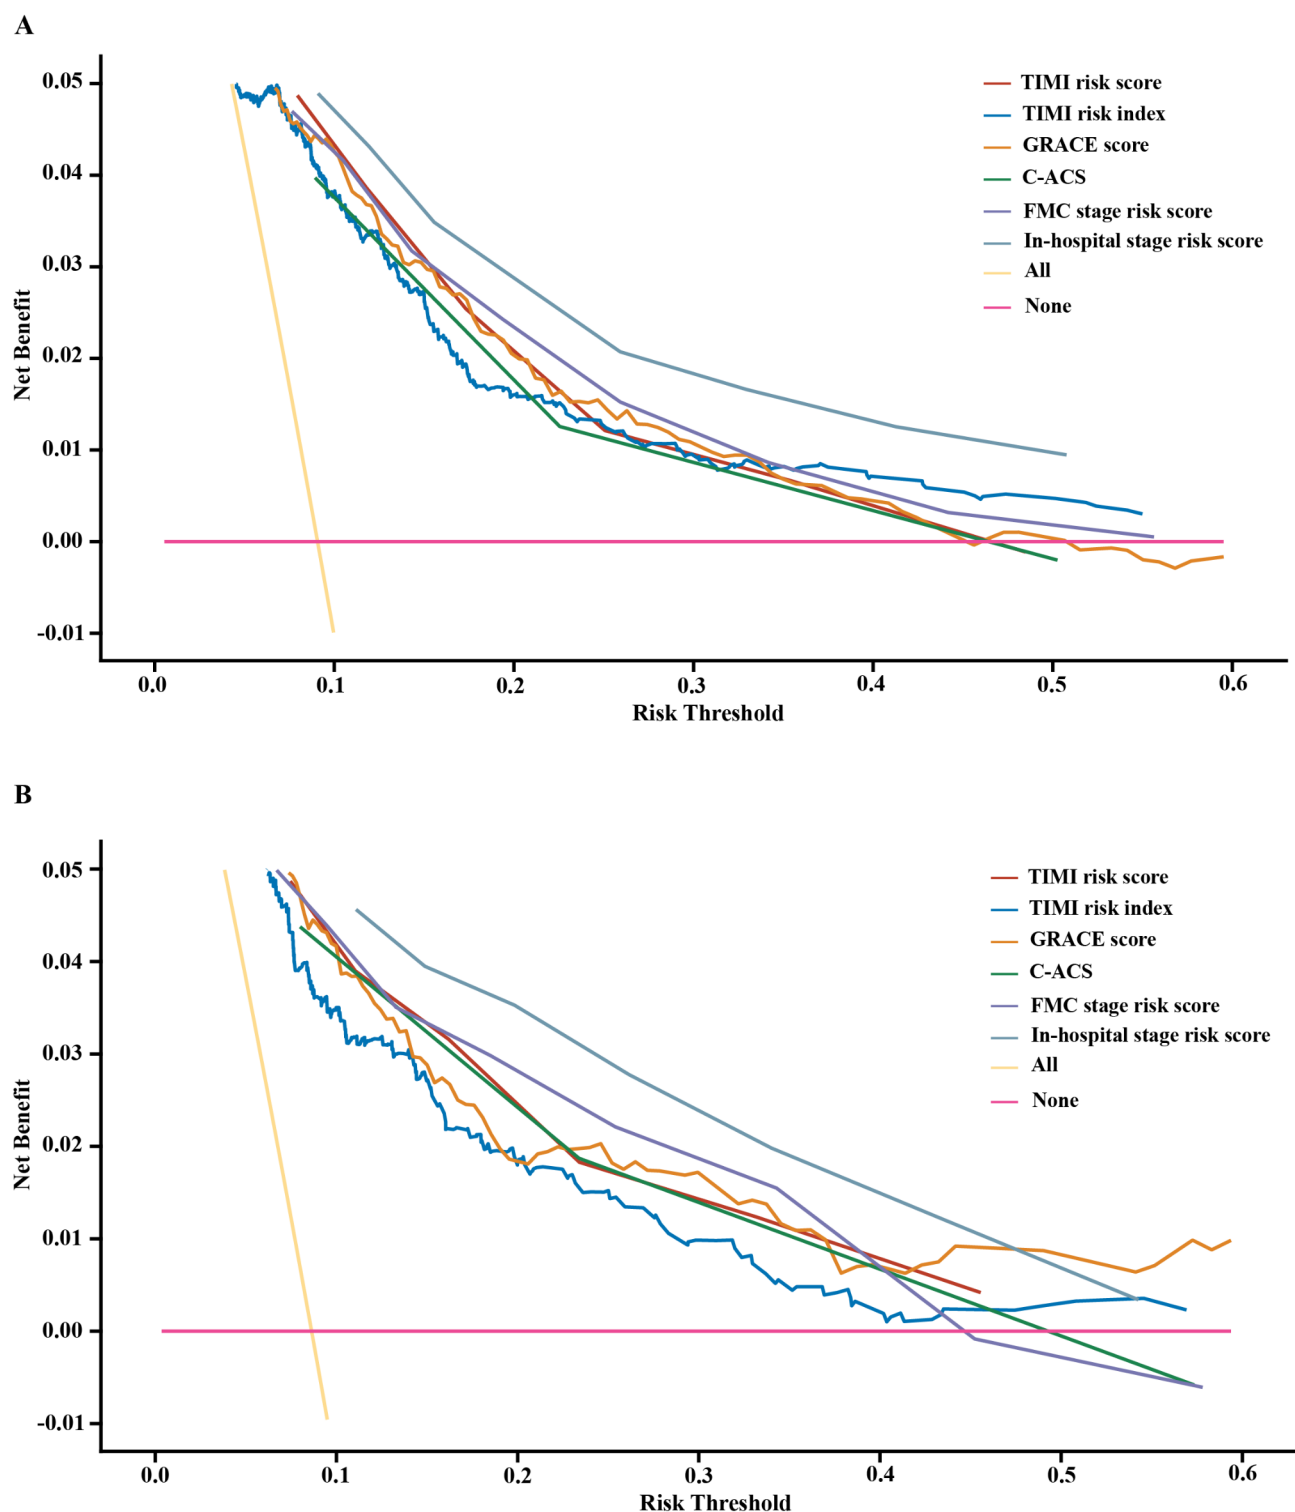 A
0.05
0.04
0.03
0.02
0.01
0.00
-0.01
Net Benefit
TIMI risk score
TIMI risk index
GRACE score
C-ACS
FMC stage risk score
In-hospital stage risk score
All
None
0.0 0.1 0.2 0.3 0.4 0.5 0.6
Risk Threshold
B
0.05
0.04
0.03
0.02
0.01
0.00
-0.01
Net Benefit
TIMI risk score
TIMI risk index
GRACE score
C-ACS
FMC stage risk score
In-hospital stage risk score
All
None
0.0 0.1 0.2 0.3 0.4 0.5 0.6
Risk Threshold